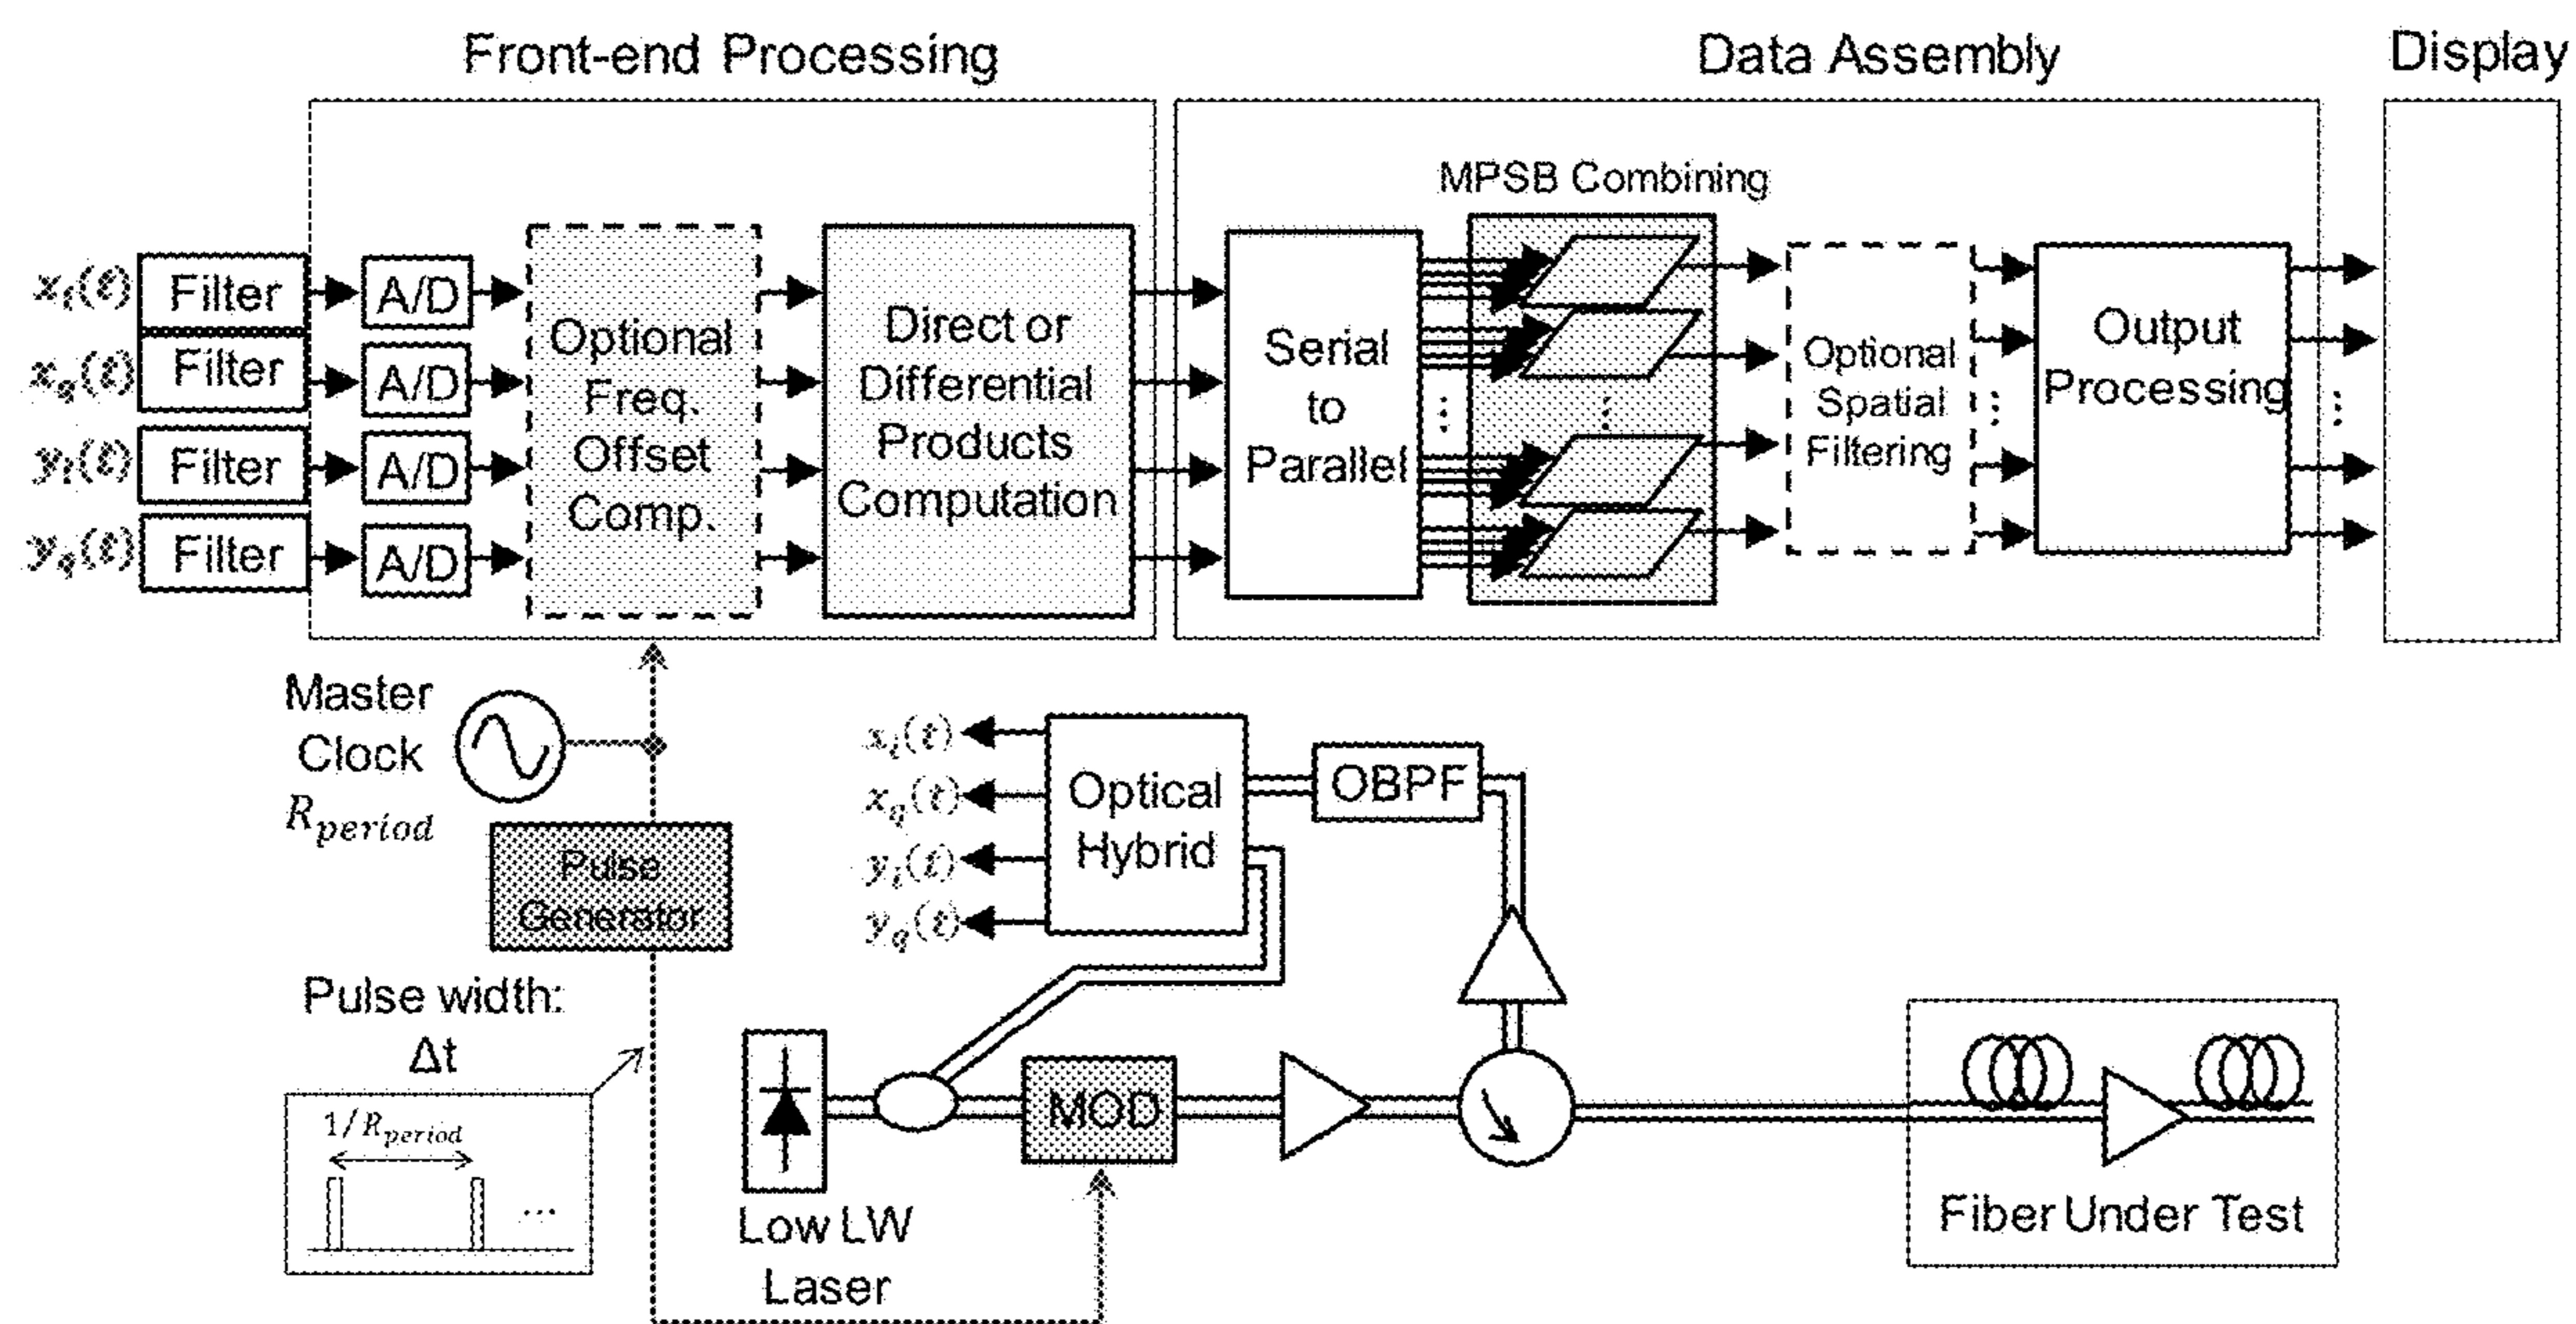 Front-end Processing
Data Assembly
Display
MPSB Combining
x_i(t)
Filter
A/D
x_q(t)
Filter
A/D
y_i(t)
Filter
A/D
y_q(t)
Filter
A/D
Optional
Freq.
Offset
Comp.
Direct or
Differential
Products
Computation
Serial
to
Parallel
⋮
⋮
Optional
Spatial
Filtering
⋮
Output
Processing
⋮
Master
Clock
R_period
Pulse
Generator
Pulse width:
Δt
1/R_period
...
x_i(t)
x_q(t)
y_i(t)
y_q(t)
Optical
Hybrid
OBPF
Low LW
Laser
MOD
Fiber Under Test